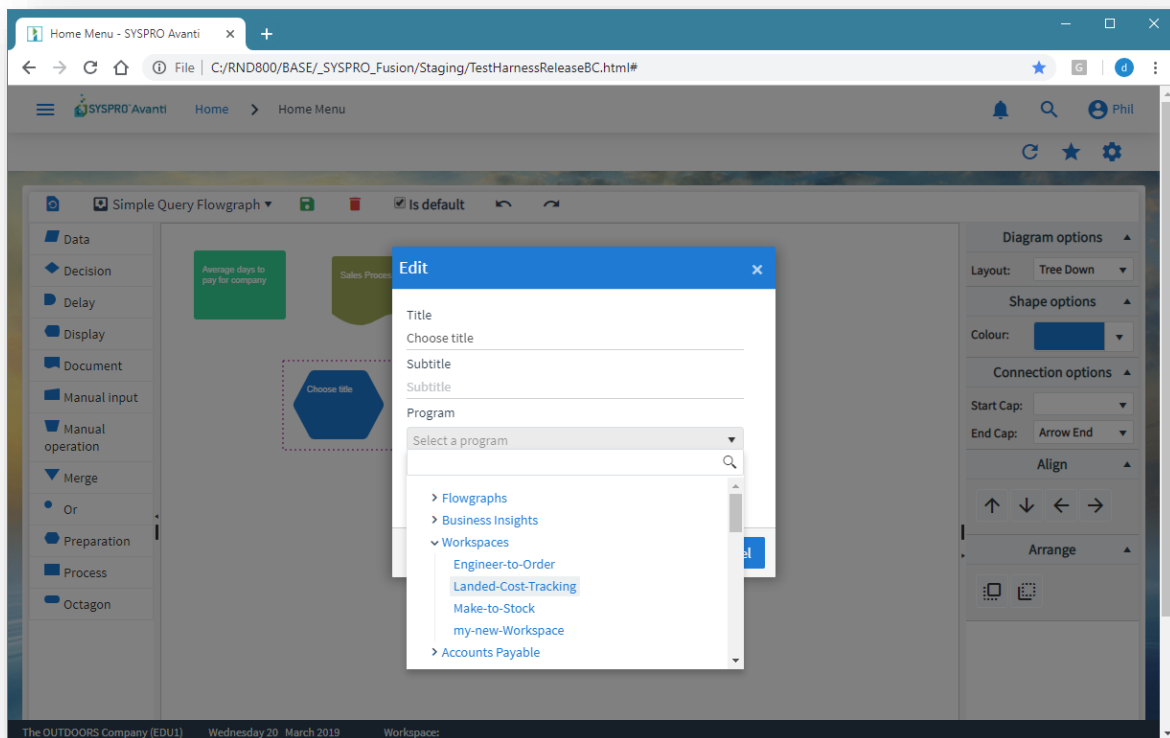 Home Menu - SYSPRO Avanti
File | C:/RND800/BASE/_SYSPRO_Fusion/Staging/TestHarnessReleaseBC.html#
G
d
SYSPRO Avanti Home > Home Menu
Phil
Simple Query Flowgraph
Is default
Data
Decision
Delay
Display
Document
Manual input
Manual
operation
Merge
Or
Preparation
Process
Octagon
Average days to
pay for company
Sales Proces
Choose title
Edit
Title
Choose title
Subtitle
Subtitle
Program
Select a program
Flowgraphs
Business Insights
Workspaces
Engineer-to-Order
Landed-Cost-Tracking
Make-to-Stock
my-new-Workspace
Accounts Payable
el
Diagram options
Layout: Tree Down
Shape options
Colour:
Connection options
Start Cap:
End Cap: Arrow End
Align
Arrange
The OUTDOORS Company (EDU1) Wednesday 20 March 2019 Workspace: